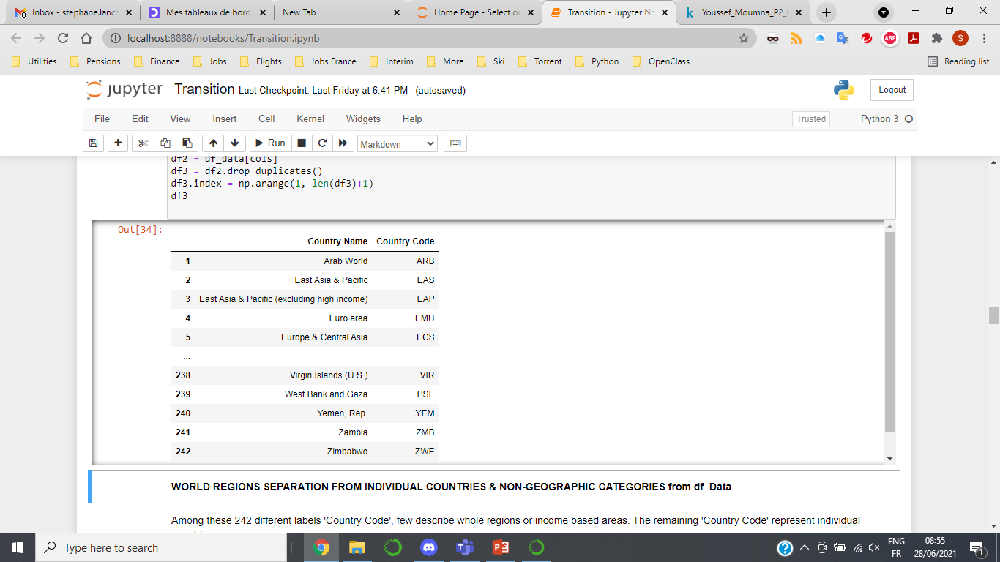 Inbox - stephane.lanch
Mes tableaux de bord
New Tab
Home Page - Select or
Transition - Jupyter No
Youssef_Moumna_P2_
localhost:8888/notebooks/Transition.ipynb
ABP
S
Utilities
Pensions
Finance
Jobs
Flights
Jobs France
Interim
More
Ski
Torrent
Python
OpenClass
Reading list
jupyter Transition Last Checkpoint: Last Friday at 6:41 PM (autosaved)
Logout
File Edit View Insert Cell Kernel Widgets Help
Trusted
Python 3
Run
Markdown
df2 = df_data[cols]
df3 = df2.drop_duplicates()
df3.index = np.arange(1, len(df3)+1)
df3
Out[34]:
Country Name Country Code
1 Arab World ARB
2 East Asia & Pacific EAS
3 East Asia & Pacific (excluding high income) EAP
4 Euro area EMU
5 Europe & Central Asia ECS
... ... ...
238 Virgin Islands (U.S.) VIR
239 West Bank and Gaza PSE
240 Yemen, Rep. YEM
241 Zambia ZMB
242 Zimbabwe ZWE
WORLD REGIONS SEPARATION FROM INDIVIDUAL COUNTRIES & NON-GEOGRAPHIC CATEGORIES from df_Data
Among these 242 different labels 'Country Code', few describe whole regions or income based areas. The remaining 'Country Code' represent individual
Type here to search
ENG
FR
08:55
28/06/2021
1